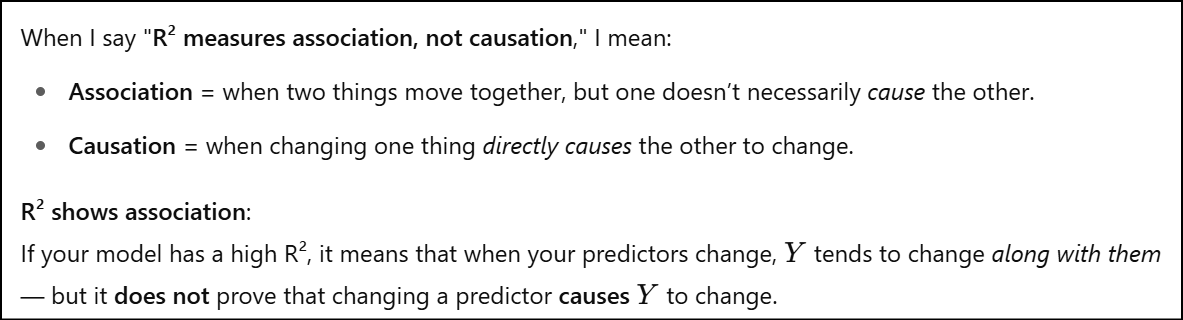 When I say "R² measures association, not causation," I mean:
• Association = when two things move together, but one doesn’t necessarily cause the other.
• Causation = when changing one thing directly causes the other to change.
R² shows association:
If your model has a high R², it means that when your predictors change, Y tends to change along with them
— but it does not prove that changing a predictor causes Y to change.